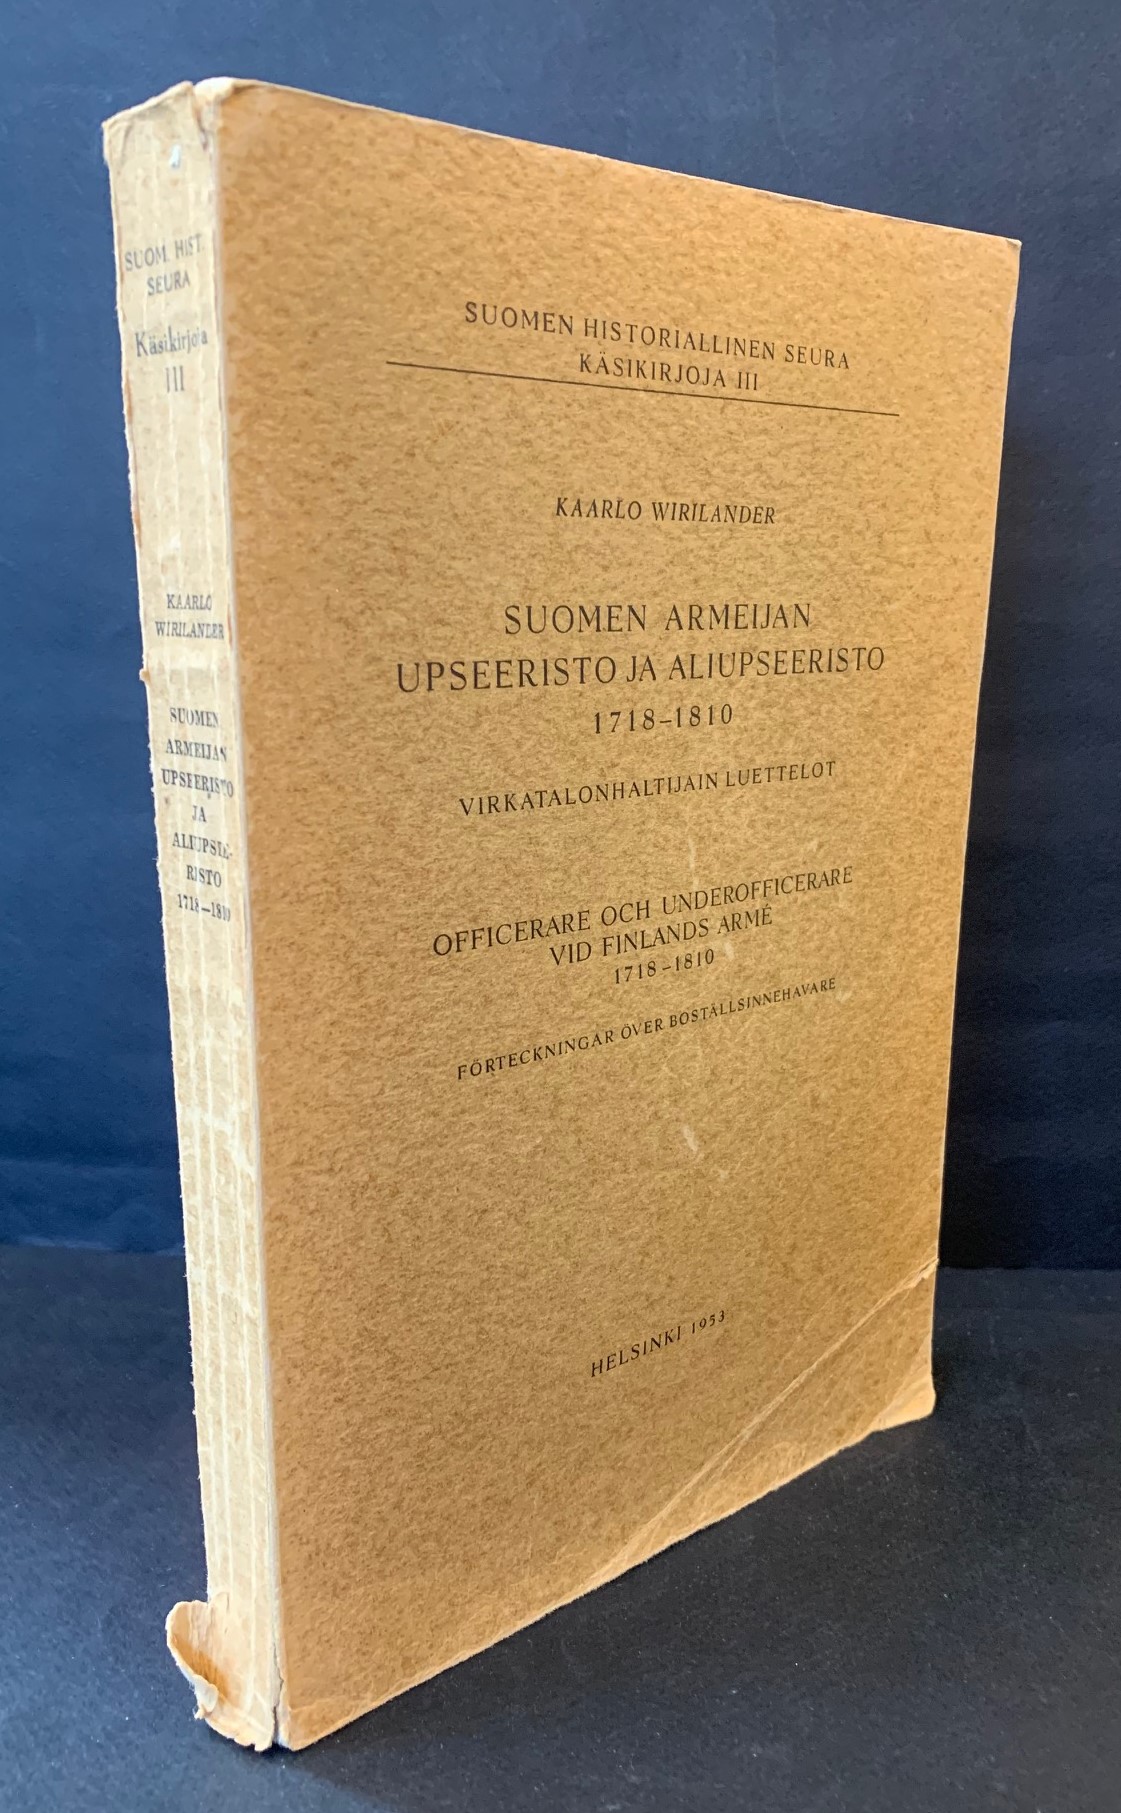 SUOM. HIST.
SEURA
Käsikirjoja
III
KAARLO
WIRILANDER
SUOMEN
ARMEIJAN
UPSEERISTO
JA
ALIUPSEE-
RISTO
1718–1810
SUOMEN HISTORIALLINEN SEURA
KÄSIKIRJOJA III
KAARLO WIRILANDER
SUOMEN ARMEIJAN
UPSEERISTO JA ALIUPSEERISTO
1718–1810
VIRKATALONHALTIJAIN LUETTELOT
OFFICERARE OCH UNDEROFFICERARE
VID FINLANDS ARMÉ
1718–1810
FÖRTECKNINGAR ÖVER BOSTÄLLSINNEHAVARE
HELSINKI 1953